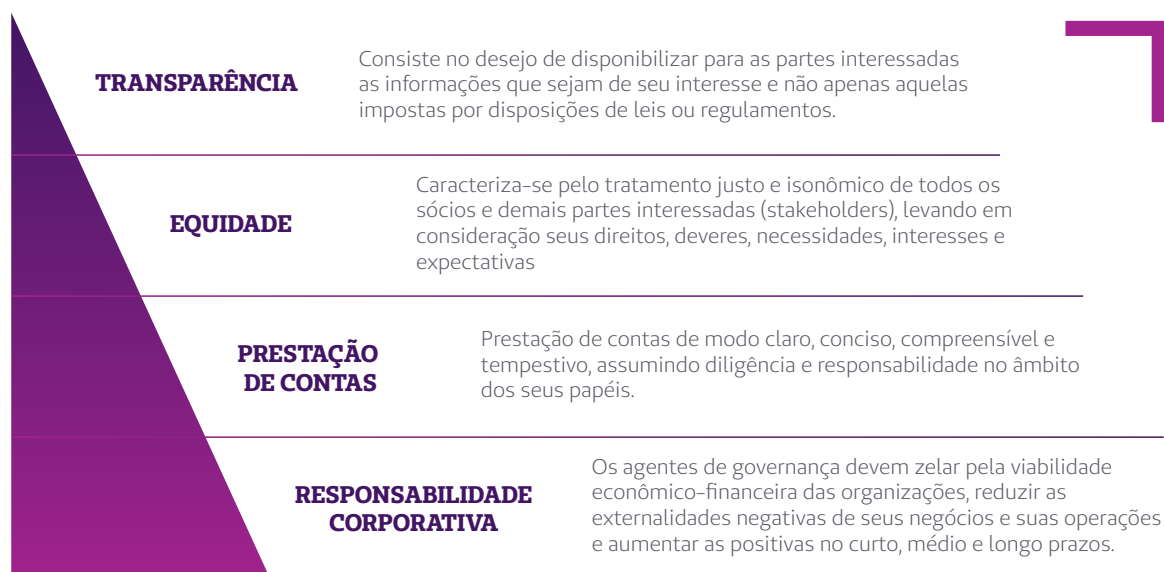 TRANSPARÊNCIA
Consiste no desejo de disponibilizar para as partes interessadas
as informações que sejam de seu interesse e não apenas aquelas
impostas por disposições de leis ou regulamentos.
EQUIDADE
Caracteriza-se pelo tratamento justo e isonômico de todos os
sócios e demais partes interessadas (stakeholders), levando em
consideração seus direitos, deveres, necessidades, interesses e
expectativas
PRESTAÇÃO
DE CONTAS
Prestação de contas de modo claro, conciso, compreensível e
tempestivo, assumindo diligência e responsabilidade no âmbito
dos seus papéis.
RESPONSABILIDADE
CORPORATIVA
Os agentes de governança devem zelar pela viabilidade
econômico-financeira das organizações, reduzir as
externalidades negativas de seus negócios e suas operações
e aumentar as positivas no curto, médio e longo prazos.